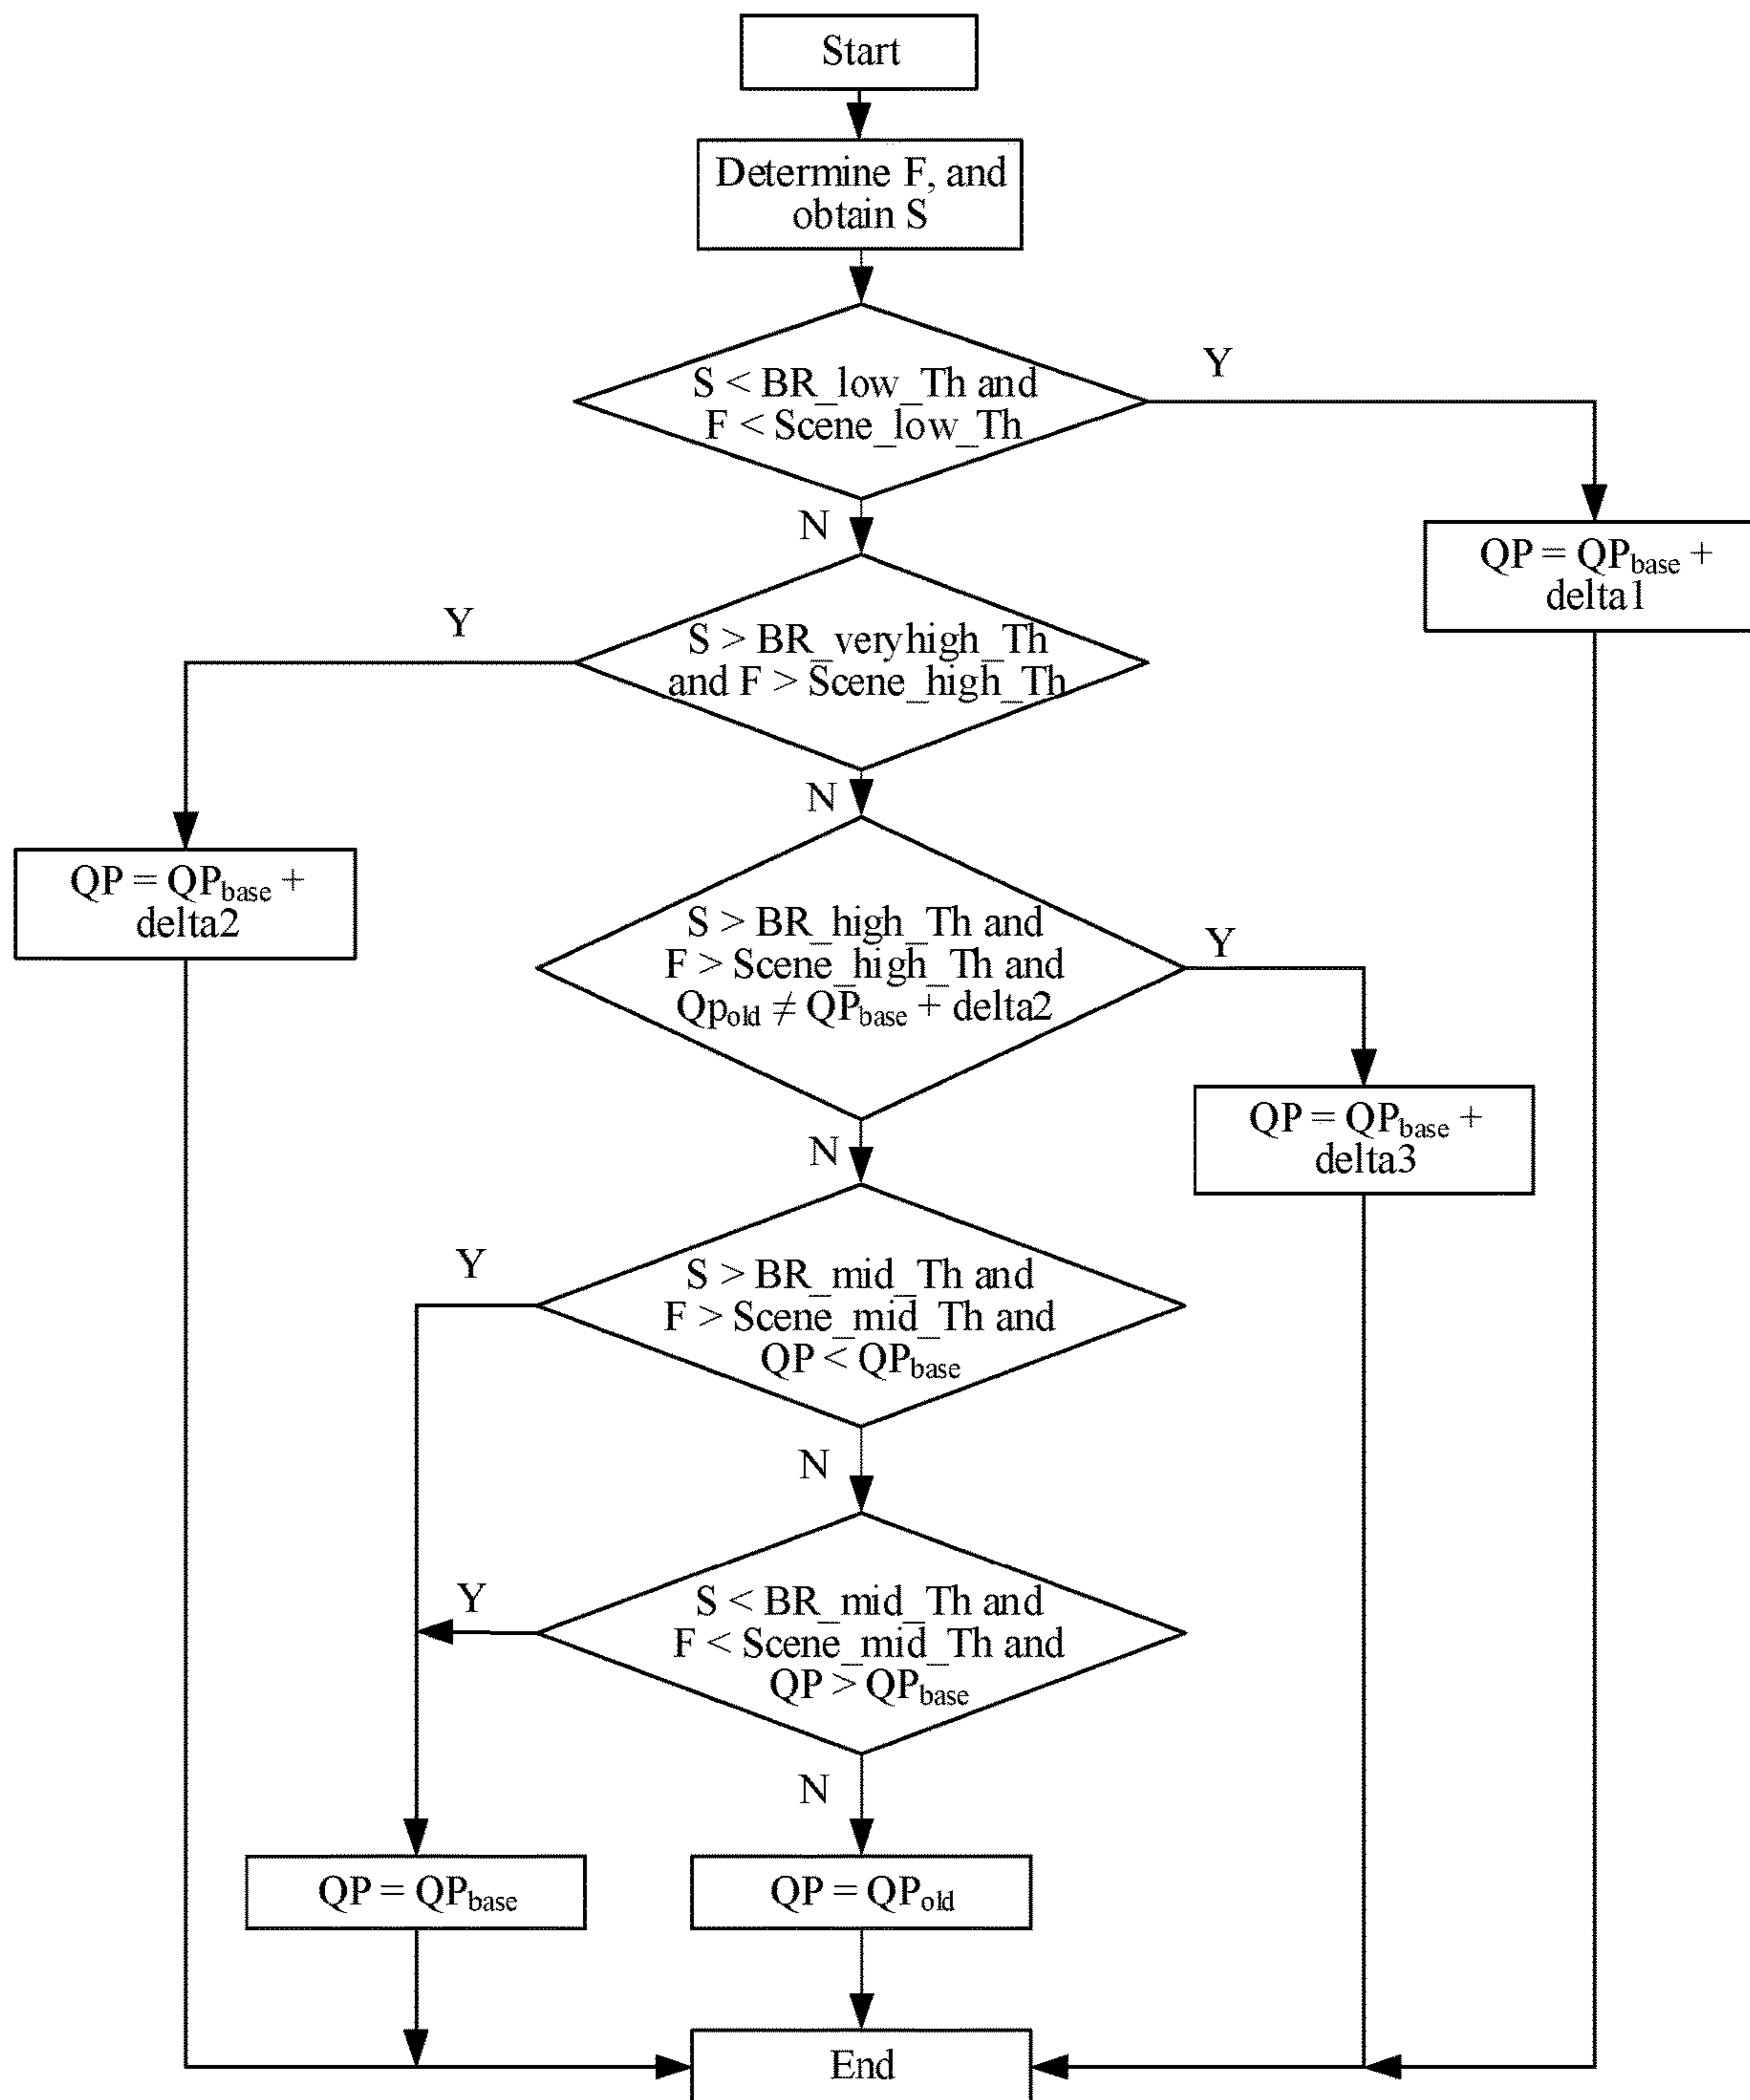 Start
Determine F, and
obtain S
S < BR_low_Th and
F < Scene_low_Th
Y
N
QP = QPbase +
delta1
S > BR_veryhigh_Th
and F > Scene_high_Th
Y
N
QP = QPbase +
delta2
S > BR_high_Th and
F > Scene_high_Th and
Qpold ≠ QPbase + delta2
Y
N
QP = QPbase +
delta3
S > BR_mid_Th and
F > Scene_mid_Th and
QP < QPbase
Y
N
S < BR_mid_Th and
F < Scene_mid_Th and
QP > QPbase
Y
N
QP = QPbase
QP = QPold
End